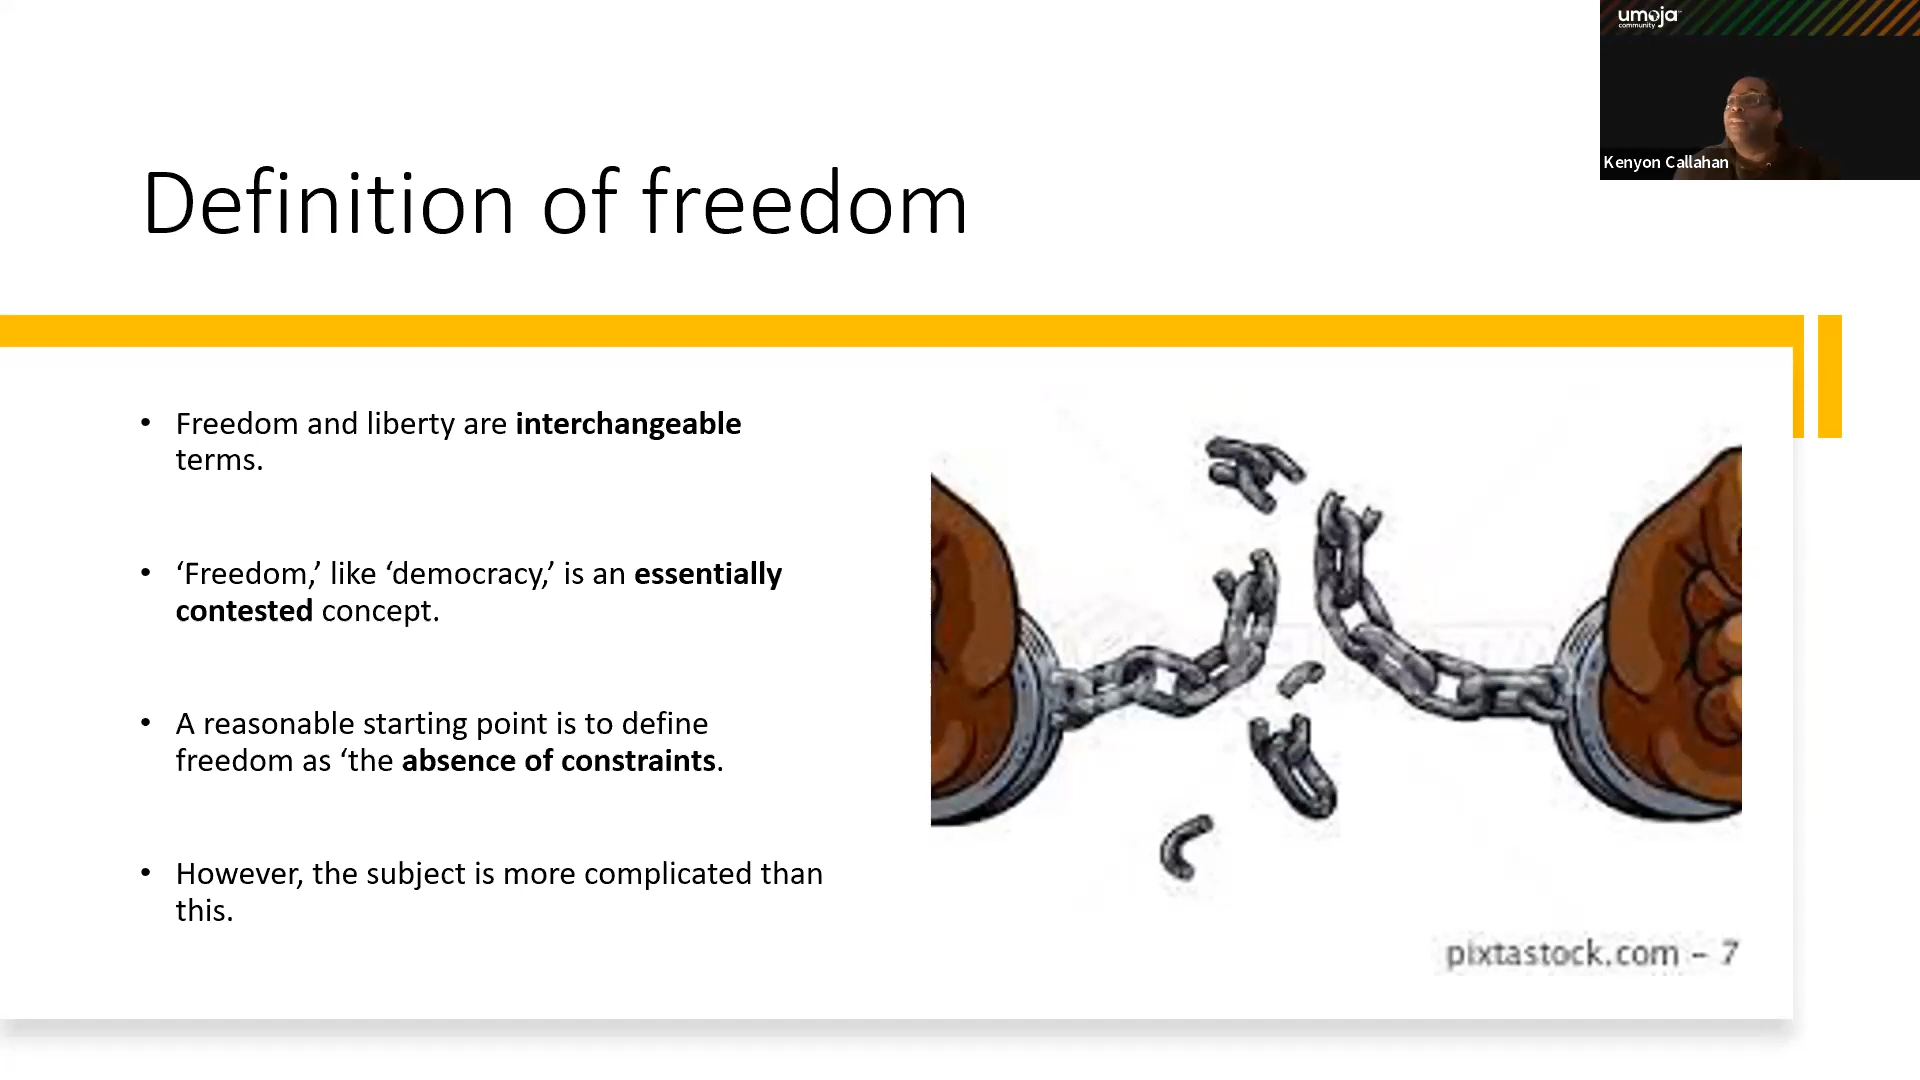 umoja
community
Kenyon Callahan
Definition of freedom
• Freedom and liberty are interchangeable
terms.
• ‘Freedom,’ like ‘democracy,’ is an essentially
contested concept.
• A reasonable starting point is to define
freedom as ‘the absence of constraints.
• However, the subject is more complicated than
this.
pixtastock.com - 7